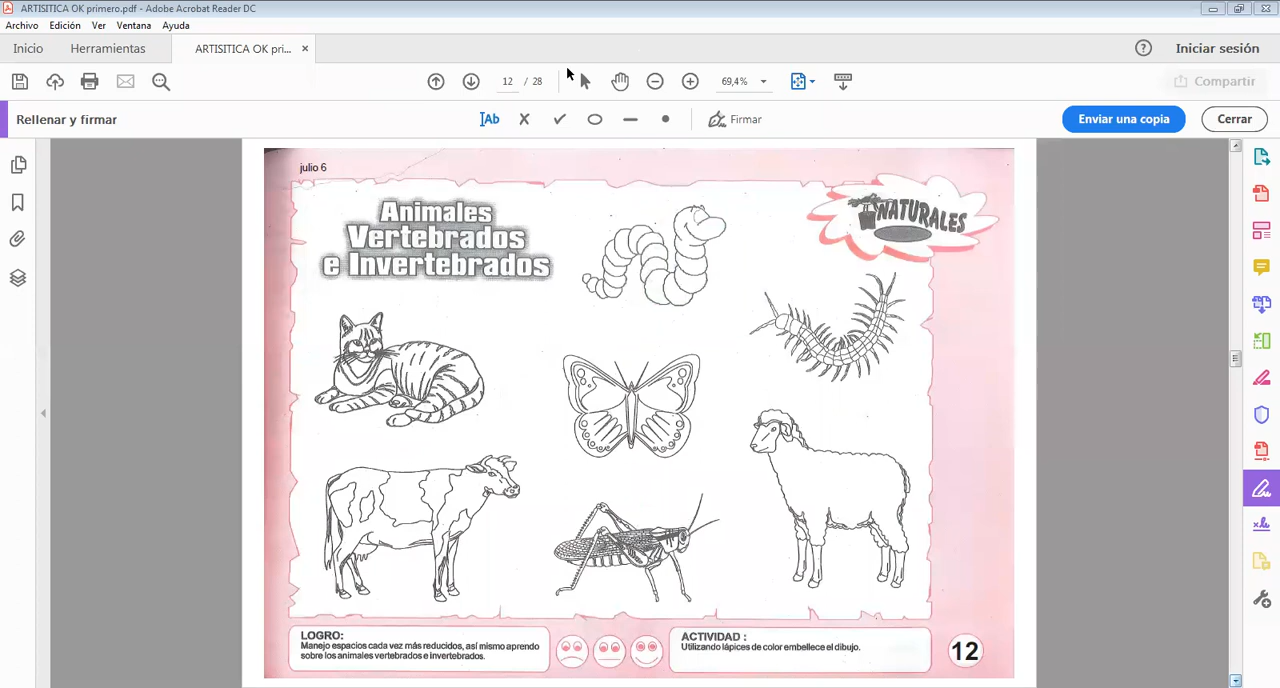 ARTISITICA OK primero.pdf - Adobe Acrobat Reader DC
Archivo Edición Ver Ventana Ayuda
Inicio Herramientas ARTISITICA OK pri... × ? Iniciar sesión
12 / 28 69,4% Compartir
Rellenar y firmar Ab Firmar Enviar una copia Cerrar
julio 6
Animales
Vertebrados
e Invertebrados
NATURALES
LOGRO:
Manejo espacios cada vez más reducidos, así mismo aprendo
sobre los animales vertebrados e invertebrados.
ACTIVIDAD :
Utilizando lápices de color embellece el dibujo.
12